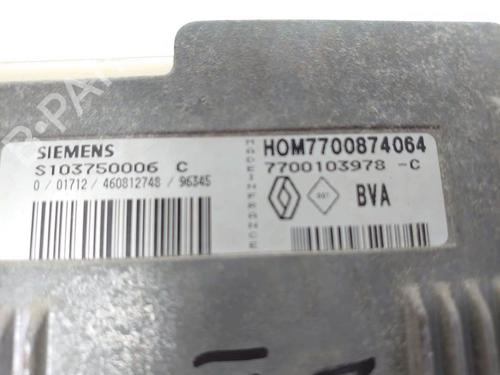 SIEMENS
S103750006 C
0 / 01712 / 460812748 / 96345
MADE IN FRANCE
HOM7700874064
7700103978 -C
BVA